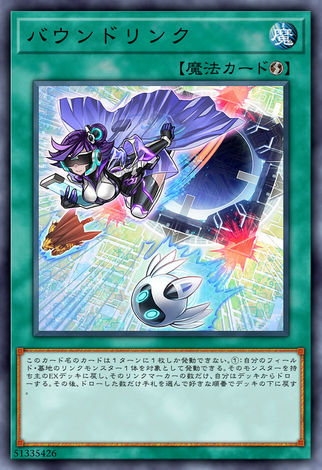 バウンドリンク
魔
【魔法カード】
このカード名のカードは１ターンに１枚しか発動できない。①：自分のフィール
ド・墓地のリンクモンスター１体を対象として発動できる。そのモンスターを持
ち主のEXデッキに戻し、そのリンクマーカーの数だけ、自分はデッキからドロ
ーする。その後、ドローした数だけ手札を選んで好きな順番でデッキの下に戻す
。
51335426